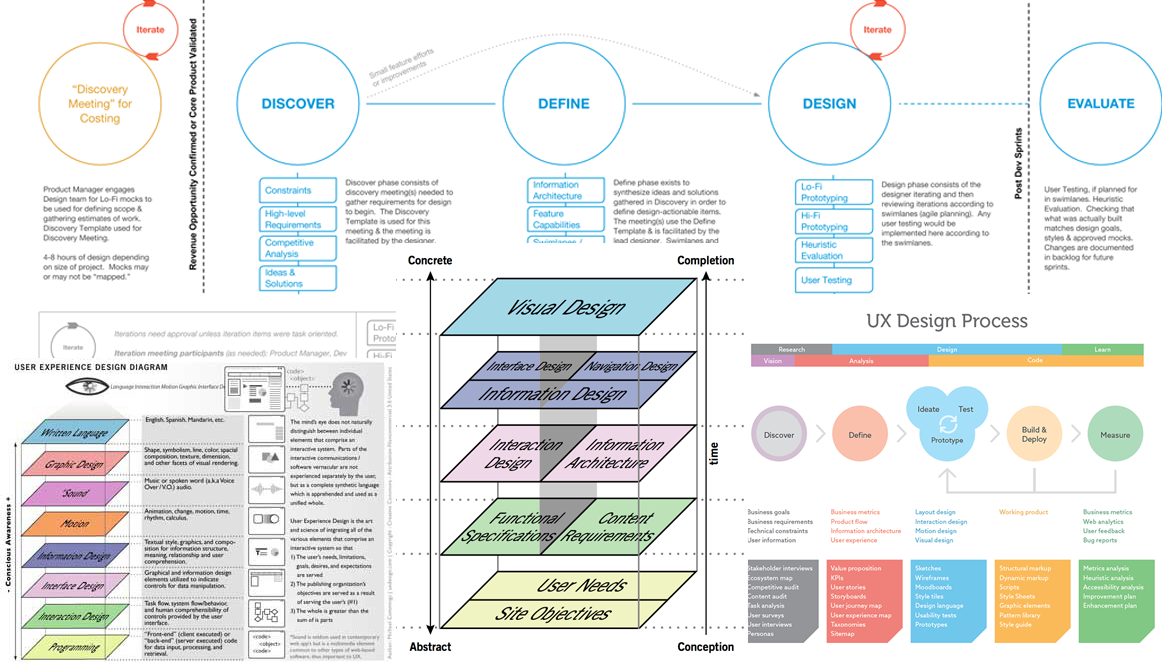 Iterate
"Discovery
Meeting" for
Costing
Product Manager engages
Design team for Lo-Fi mocks to
be used for defining scope &
gathering estimates of work.
Discovery Template used for
Discovery Meeting.
4-8 hours of design depending
on size of project. Mocks may
or may not be "mapped."
Revenue Opportunity Confirmed or Core Product Validated
DISCOVER
Constraints
High-level
Requirements
Competitive
Analysis
Ideas &
Solutions
Discover phase consists of
discovery meeting(s) needed to
gather requirements for design
to begin. The Discovery
Template is used for this
meeting & the meeting is
facilitated by the designer.
Small feature efforts
or improvements
DEFINE
Information
Architecture
Feature
Capabilities
Swimlanes /
Define phase exists to
synthesize ideas and solutions
gathered in Discovery in order to
define design-actionable items.
The meeting(s) use the Define
Template & is facilitated by the
lead designer. Swimlanes and
Iterate
DESIGN
Lo-Fi
Prototyping
Hi-Fi
Prototyping
Heuristic
Evaluation
User Testing
Design phase consists of the
designer iterating and then
reviewing iterations according to
swimlanes (agile planning). Any
user testing would be
implemented here according to
the swimlanes.
Post Dev Sprints
EVALUATE
User Testing, if planned for
in swimlanes. Heuristic
Evaluation. Checking that
what was actually built
matches design goals,
styles & approved mocks.
Changes are documented
in backlog for future
sprints.
Iterate
Iterations need approval unless iteration items were task oriented.
Iteration meeting participants (as needed): Product Manager, Dev
Lo-Fi
Hi-Fi
USER EXPERIENCE DESIGN DIAGRAM
Language Interaction Motion Graphic Interface
<code>
<object>
- Conscious Awareness +
Written Language
English, Spanish, Mandarin, etc.
Graphic Design
Shape, symbolism, line, color, spatial
composition, texture, dimension,
and other facets of visual rendering.
'Sound'
Music or spoken word (a.k.a Voice
Over / V.O.) audio.
Motion
Animation, change, motion, time,
rhythm, calculus.
Information Design
Textual style, graphics, and compo-
sition for information structure,
meaning, relationship and user
comprehension.
Interface Design
Graphical and information design
elements utilized to indicate
controls for data manipulation.
Interaction Design
Task flow, system flow/behavior,
and human comprehensibility of
controls provided by the
user interface.
Programming
"Front-end" (client executed) or
"back-end" (server executed) code
for data input, processing, and
retrieval.
<code>
<object>
<code>
The mind's eye does not naturally
distinguish between individual
elements that comprise an
interactive system. Parts of the
interactive communications /
software vernacular are not
experienced separately by the user,
but as a complete synthetic language
which is apprehended and used as a
unified whole.
User Experience Design is the art
and science of integrating all of the
various elements that comprise an
interactive system so that
1) The user's needs, limitations,
goals, desires, and expectations
are served
2) The publishing organization's
objectives are served as a
result of serving the user's (#1)
3) The whole is greater than the
sum of is parts
*Sound is seldom used in contemporary
web apps but is a multimedia element
common to other types of web-based
software, thus important to UX.
Concrete
Completion
Visual Design
Interface Design
Navigation Design
Information Design
Interaction
Design
Information
Architecture
Functional
Specifications
Content
Requirements
User Needs
Site Objectives
time
Abstract
Conception
UX Design Process
Research
Design
Learn
Vision
Analysis
Code
Discover
Define
Ideate
Test
Prototype
Build &
Deploy
Measure
Business goals
Business requirements
Technical constraints
User information
Business metrics
Product flow
Information architecture
User experience
Layout design
Interaction design
Motion design
Visual design
Working product
Business metrics
Web analytics
User feedback
Bug reports
Stakeholder interviews
Ecosystem map
Competitive audit
Content audit
Task analysis
User surveys
User interviews
Personas
Value proposition
KPIs
User stories
Storyboards
User journey map
User experience map
Taxonomies
Sitemap
Sketches
Wireframes
Moodboards
Style tiles
Design language
Usability tests
Prototypes
Structural markup
Dynamic markup
Scripts
Style Sheets
Graphic elements
Pattern library
Style guide
Metrics analysis
Heuristic analysis
Accessibility analysis
Improvement plan
Enhancement plan